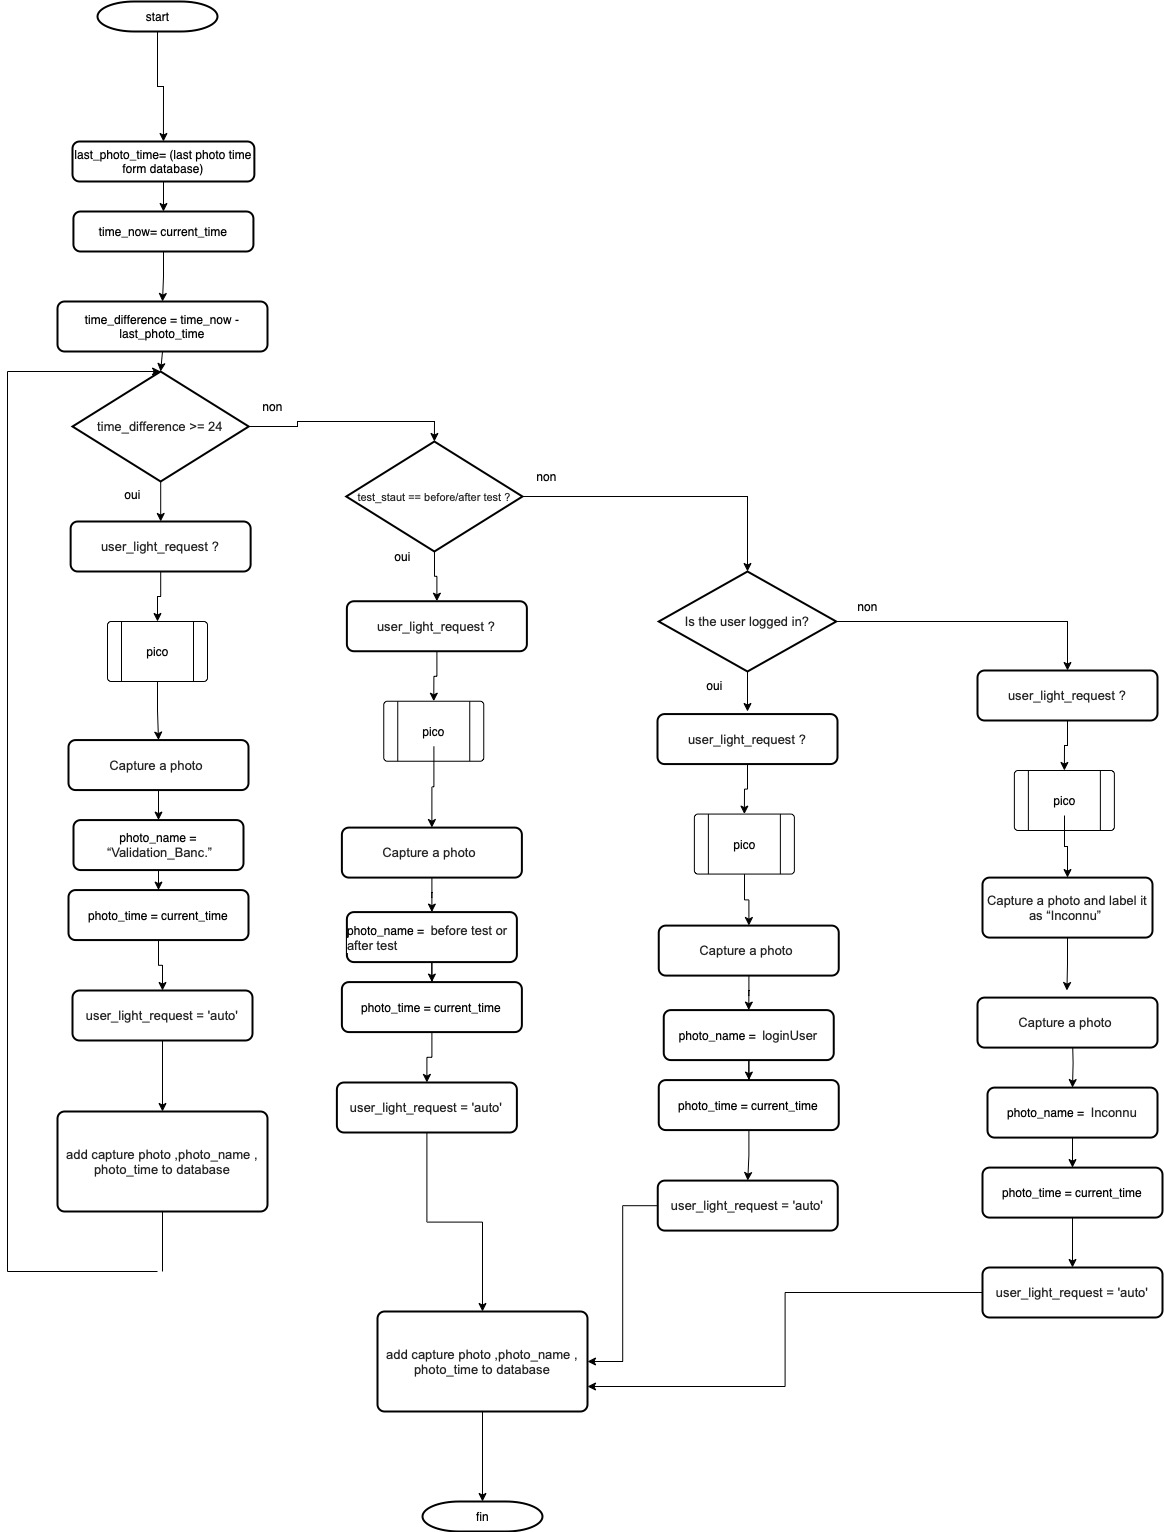 start
last_photo_time= (last photo time
form database)
time_now= current_time
time_difference = time_now -
last_photo_time
time_difference >= 24
non
oui
user_light_request ?
pico
Capture a photo
photo_name =
“Validation_Banc.”
photo_time = current_time
user_light_request = 'auto'
add capture photo ,photo_name ,
photo_time to database
test_staut == before/after test ?
non
oui
user_light_request ?
pico
Capture a photo
photo_name = before test or
after test
photo_time = current_time
user_light_request = 'auto'
Is the user logged in?
non
oui
user_light_request ?
pico
Capture a photo
photo_name = loginUser
photo_time = current_time
user_light_request = 'auto'
user_light_request ?
pico
Capture a photo and label it
as “Inconnu”
Capture a photo
photo_name = Inconnu
photo_time = current_time
user_light_request = 'auto'
add capture photo ,photo_name ,
photo_time to database
fin